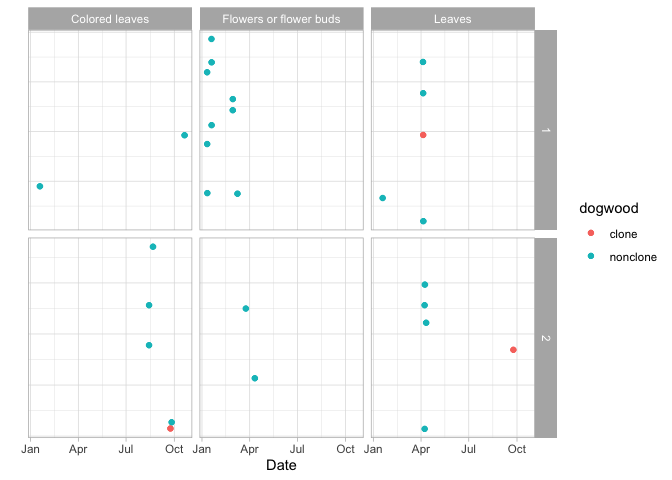 Colored leaves Flowers or flower buds Leaves
1
dogwood
clone
nonclone
2
Jan Apr Jul Oct Jan Apr Jul Oct Jan Apr Jul Oct
Date